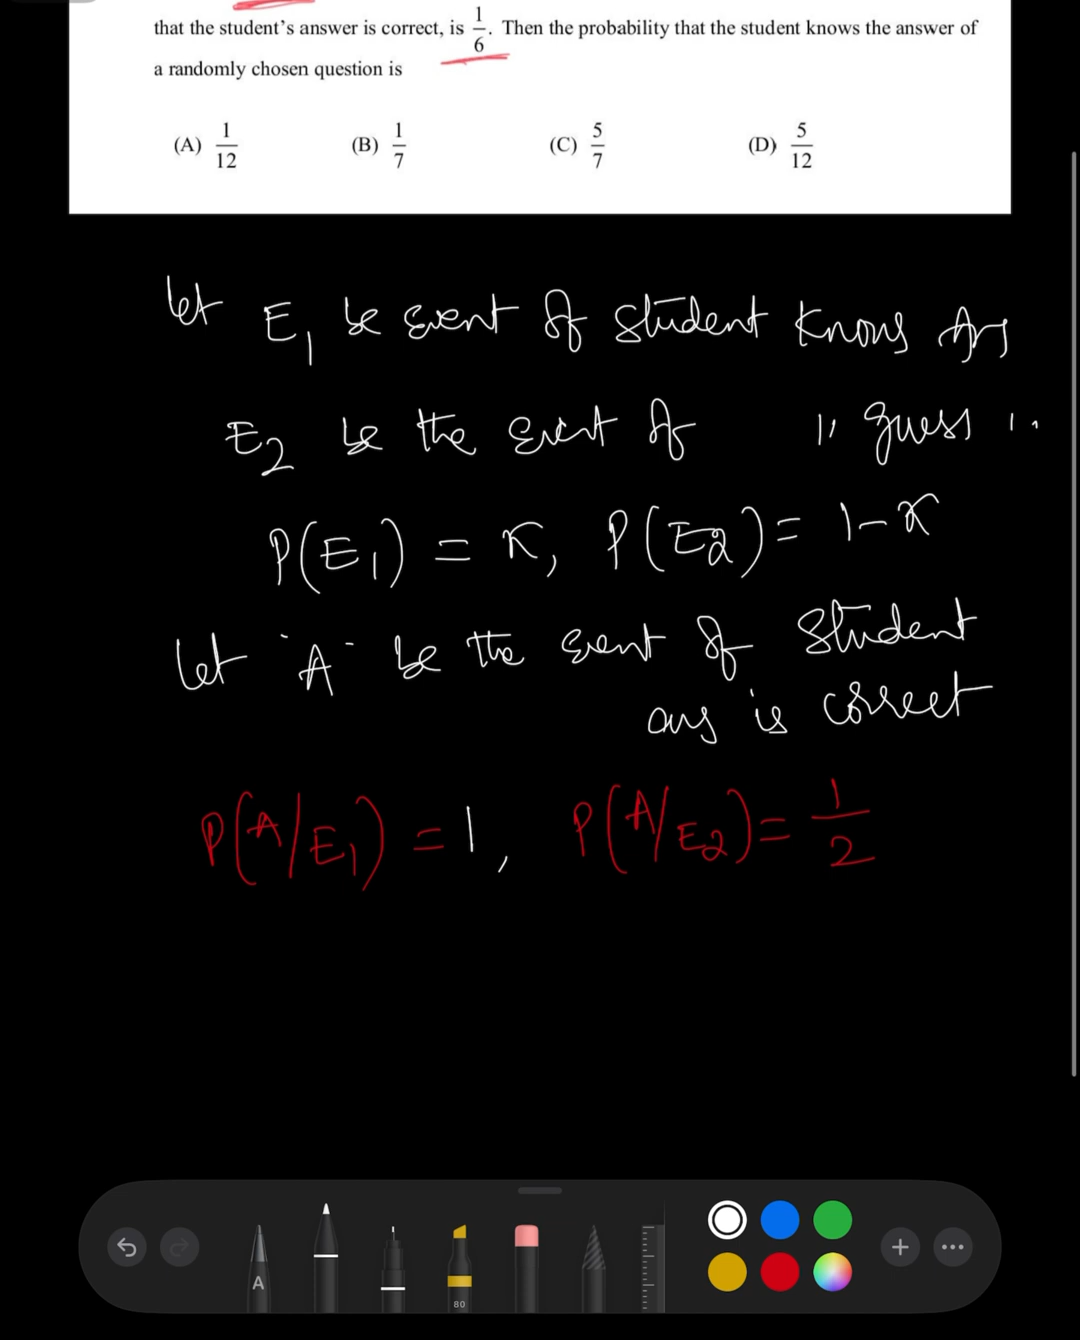 that the student's answer is correct, is 1/6. Then the probability that the student knows the answer of
a randomly chosen question is
(A) 1/12 (B) 1/7 (C) 5/7 (D) 5/12
let E₁ be event of student knows Ans
E₂ be the event of " guess "
P(E₁) = x, P(E₂) = 1-x
Let "A" be the event of student
ans is correct
P(A/E₁) = 1, P(A/E₂) = 1/2
A
80